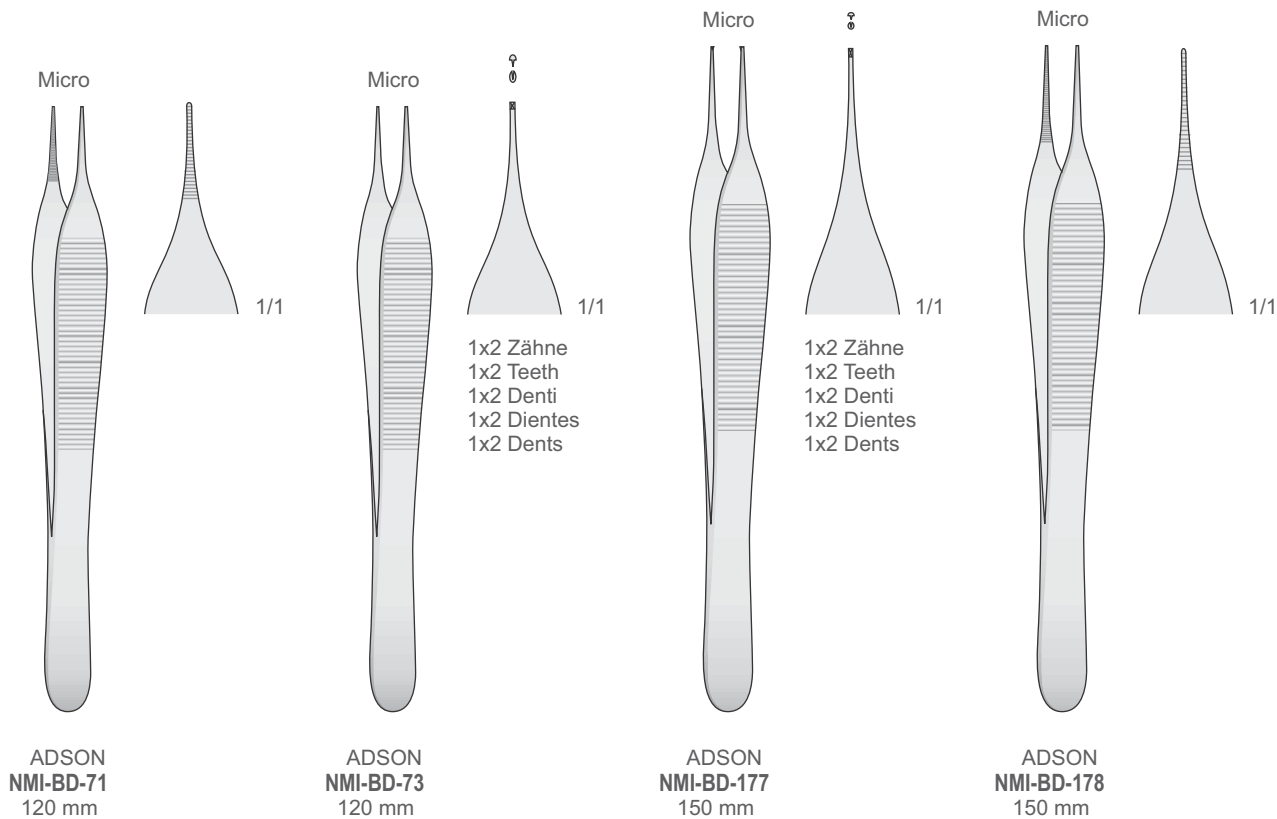 Micro
1/1
ADSON
NMI-BD-71
120 mm
Micro
1/1
1x2 Zähne
1x2 Teeth
1x2 Denti
1x2 Dientes
1x2 Dents
ADSON
NMI-BD-73
120 mm
Micro
1/1
1x2 Zähne
1x2 Teeth
1x2 Denti
1x2 Dientes
1x2 Dents
ADSON
NMI-BD-177
150 mm
Micro
1/1
ADSON
NMI-BD-178
150 mm